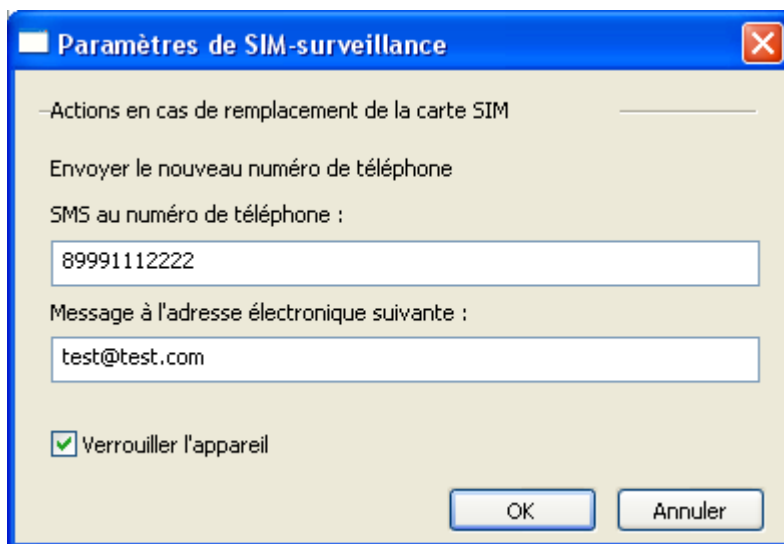 Paramètres de SIM-surveillance
Actions en cas de remplacement de la carte SIM
Envoyer le nouveau numéro de téléphone
SMS au numéro de téléphone :
89991112222
Message à l'adresse électronique suivante :
test@test.com
Verrouiller l'appareil
OK
Annuler